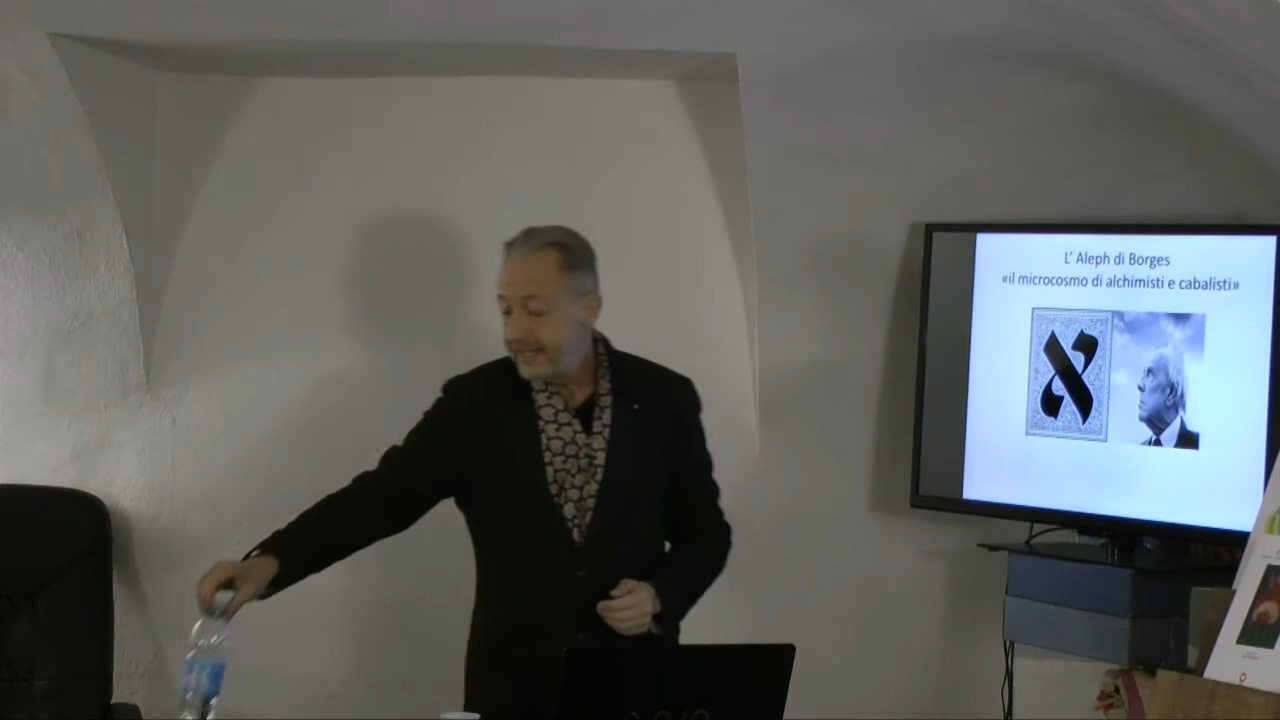 L' Aleph di Borges
«il microcosmo di alchimisti e cabalisti»
א